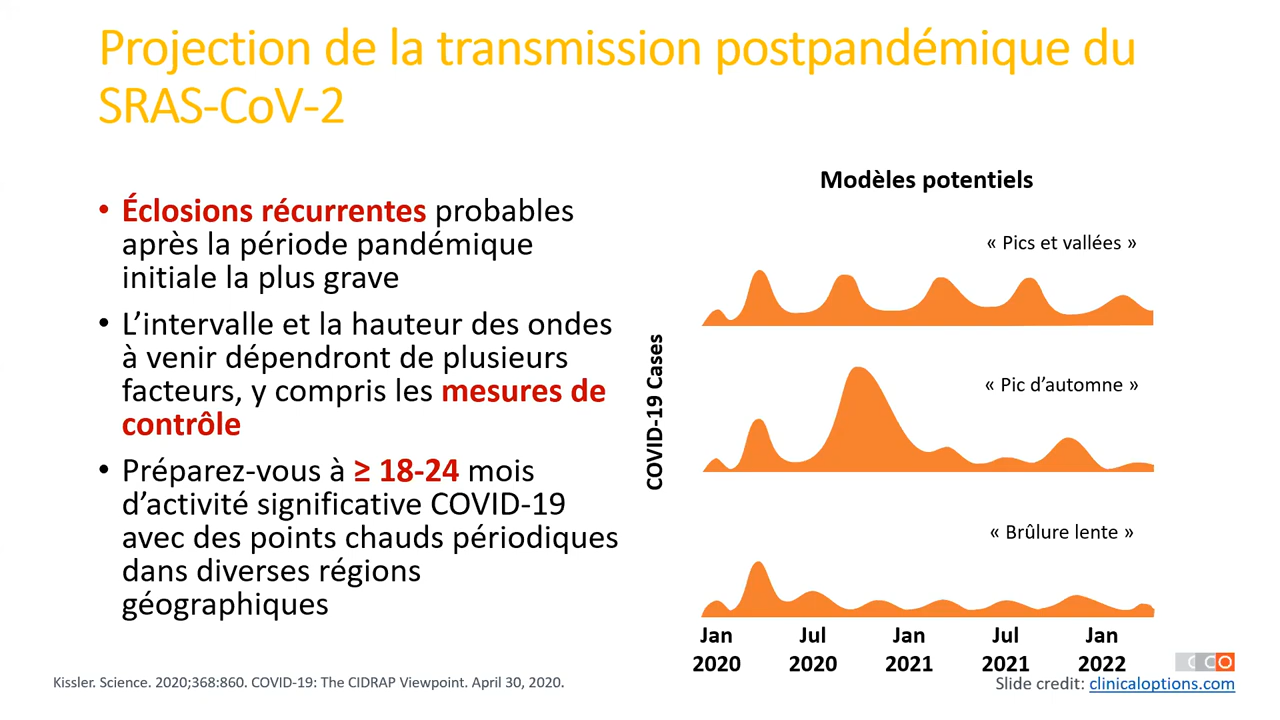 Projection de la transmission postpandémique du
SRAS-CoV-2
• Éclosions récurrentes probables
après la période pandémique
initiale la plus grave
• L’intervalle et la hauteur des ondes
à venir dépendront de plusieurs
facteurs, y compris les mesures de
contrôle
• Préparez-vous à ≥ 18-24 mois
d’activité significative COVID-19
avec des points chauds périodiques
dans diverses régions
géographiques
Modèles potentiels
« Pics et vallées »
« Pic d’automne »
« Brûlure lente »
COVID-19 Cases
Jan Jul Jan Jul Jan
2020 2020 2021 2021 2022
CCO
Kissler. Science. 2020;368:860. COVID-19: The CIDRAP Viewpoint. April 30, 2020.
Slide credit: clinicaloptions.com